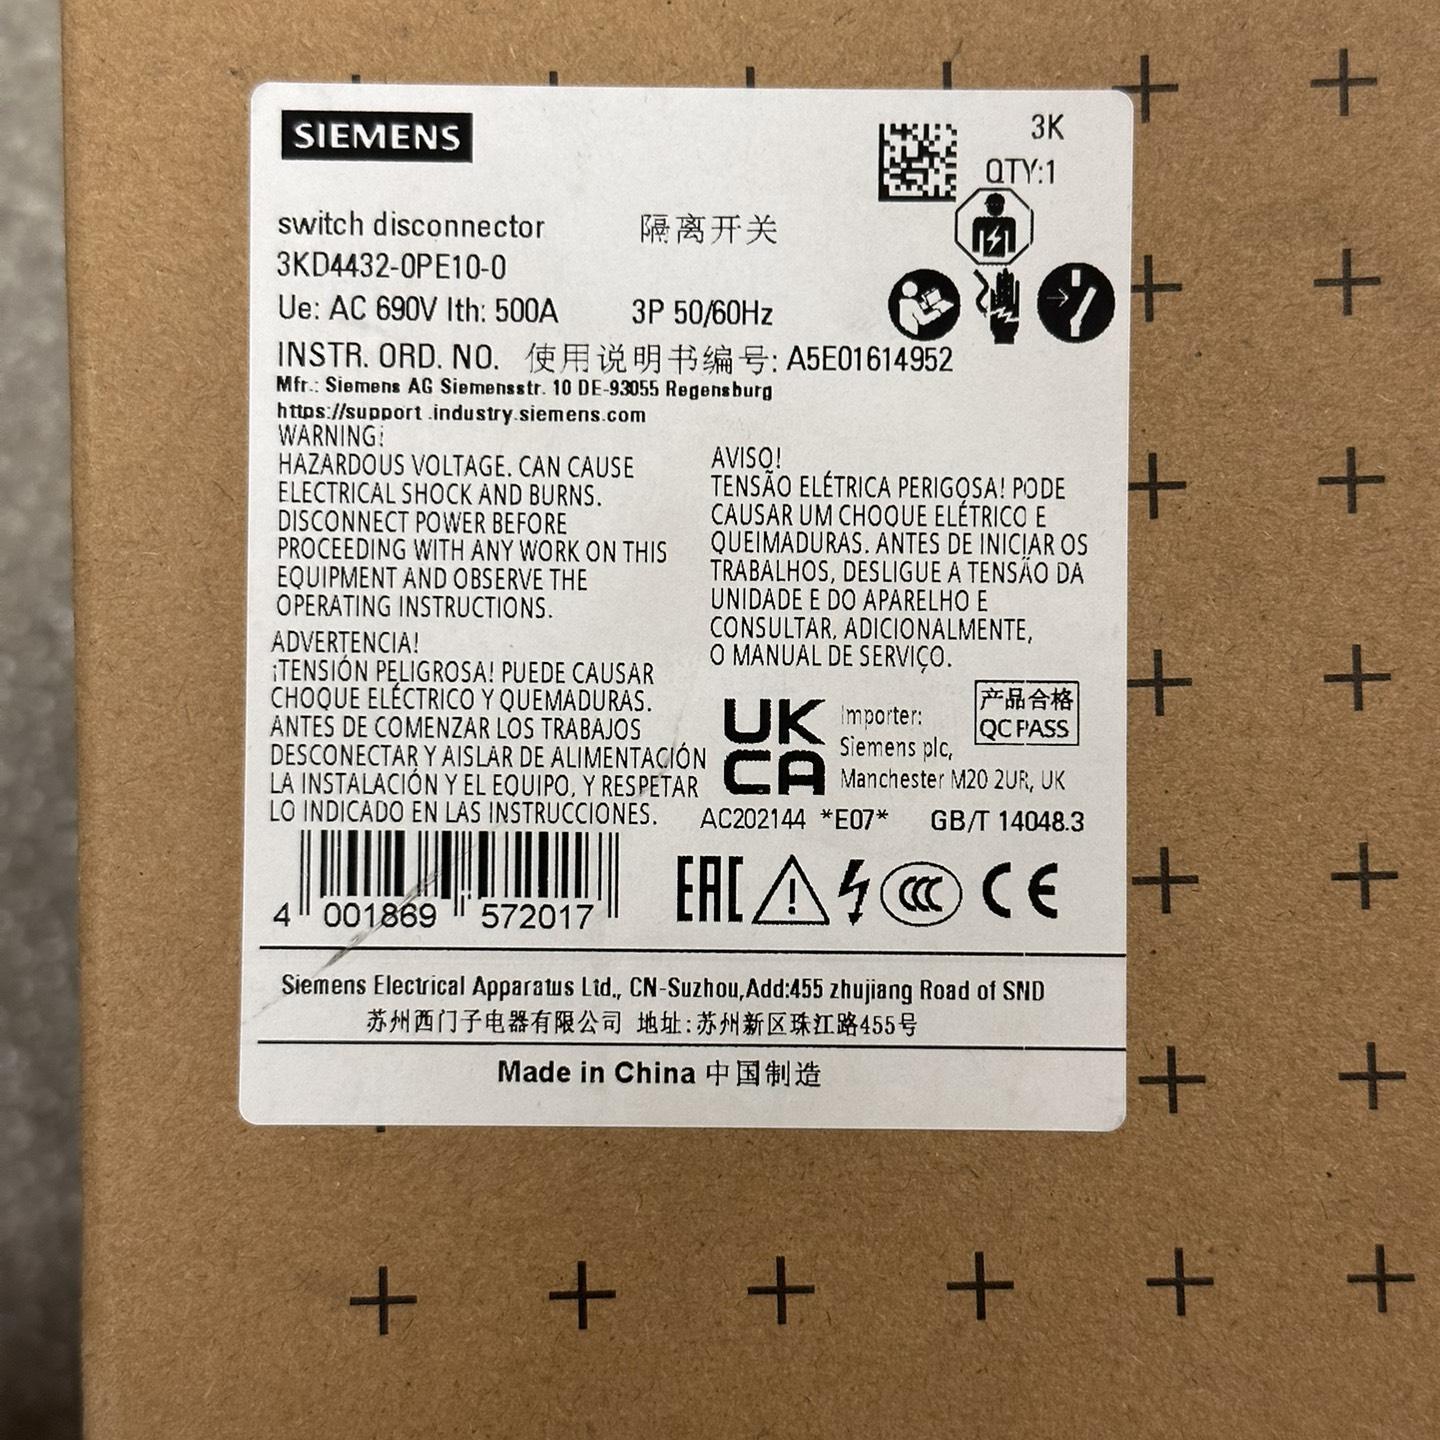 SIEMENS
3K
QTY:1
switch disconnector 隔离开关
3KD4432-0PE10-0
Ue: AC 690V Ith: 500A 3P 50/60Hz
INSTR. ORD. NO. 使用说明书编号: A5E01614952
Mfr.: Siemens AG Siemensstr. 10 DE-93055 Regensburg
https://support.industry.siemens.com
WARNING:
HAZARDOUS VOLTAGE. CAN CAUSE
ELECTRICAL SHOCK AND BURNS.
DISCONNECT POWER BEFORE
PROCEEDING WITH ANY WORK ON THIS
EQUIPMENT AND OBSERVE THE
OPERATING INSTRUCTIONS.
ADVERTENCIA!
¡TENSIÓN PELIGROSA! PUEDE CAUSAR
CHOQUE ELÉCTRICO Y QUEMADURAS.
ANTES DE COMENZAR LOS TRABAJOS
DESCONECTAR Y AISLAR DE ALIMENTACIÓN
LA INSTALACIÓN Y EL EQUIPO, Y RESPETAR
LO INDICADO EN LAS INSTRUCCIONES.
AVISO!
TENSÃO ELÉTRICA PERIGOSA! PODE
CAUSAR UM CHOQUE ELÉTRICO E
QUEIMADURAS. ANTES DE INICIAR OS
TRABALHOS, DESLIGUE A TENSÃO DA
UNIDADE E DO APARELHO E
CONSULTAR, ADICIONALMENTE,
O MANUAL DE SERVIÇO.
UK
CA
Importer:
Siemens plc,
Manchester M20 2UR, UK
产品合格
QC PASS
AC202144 *E07* GB/T 14048.3
4 001869 572017
EAC CCC CE
Siemens Electrical Apparatus Ltd., CN-Suzhou,Add:455 zhujiang Road of SND
苏州西门子电器有限公司 地址:苏州新区珠江路455号
Made in China 中国制造